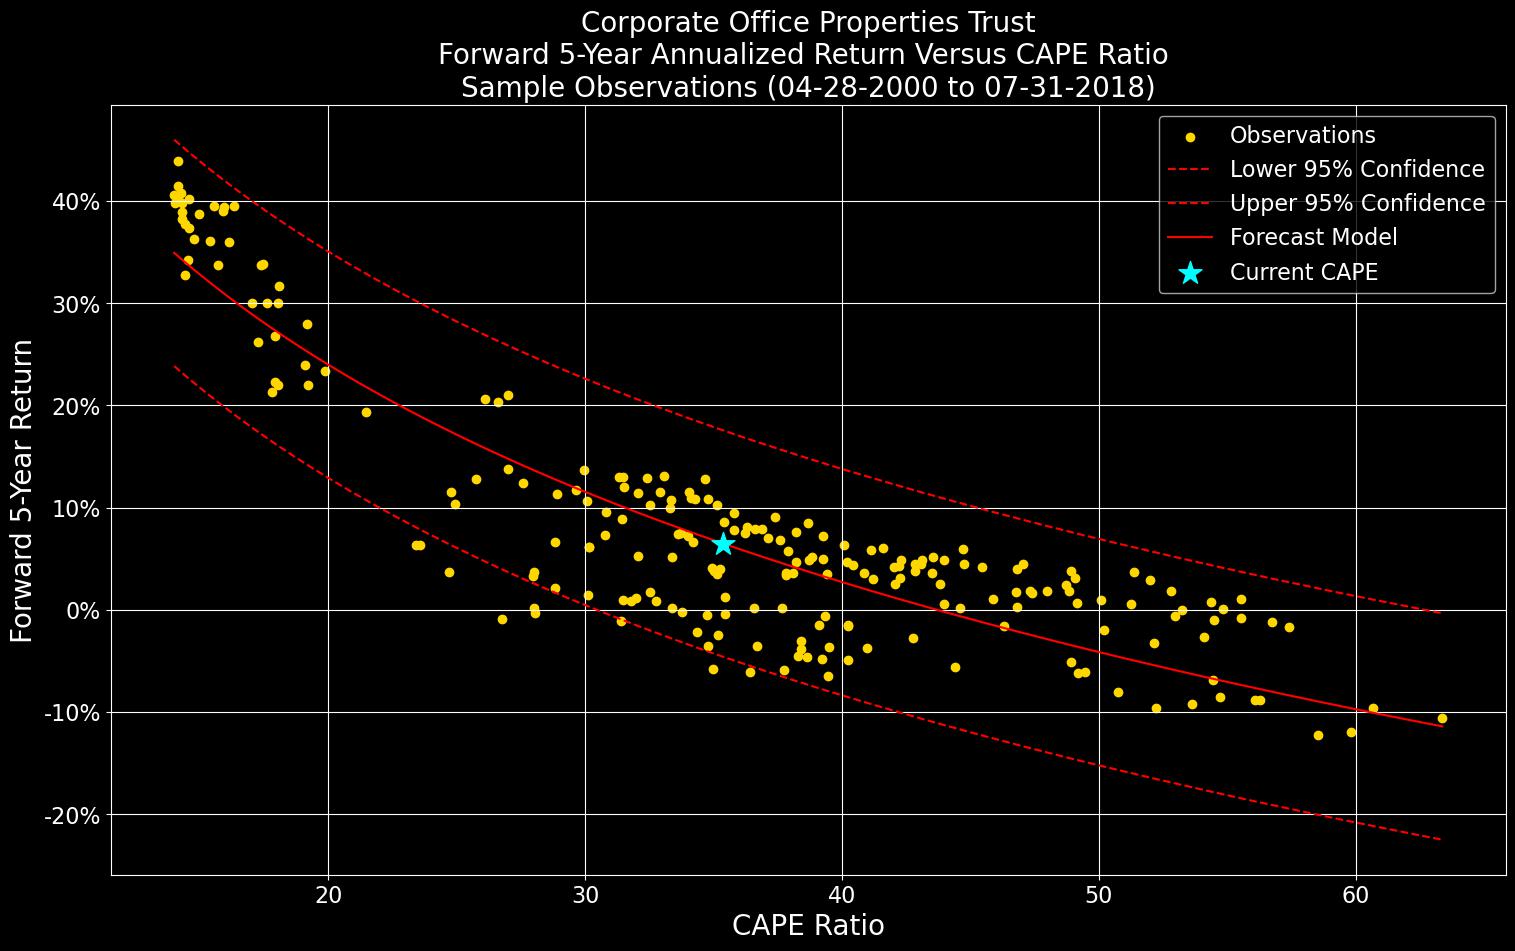 Corporate Office Properties Trust
Forward 5-Year Annualized Return Versus CAPE Ratio
Sample Observations (04-28-2000 to 07-31-2018)
Observations
Lower 95% Confidence
Upper 95% Confidence
Forecast Model
Current CAPE
Forward 5-Year Return
40%
30%
20%
10%
0%
-10%
-20%
20 30 40 50 60
CAPE Ratio